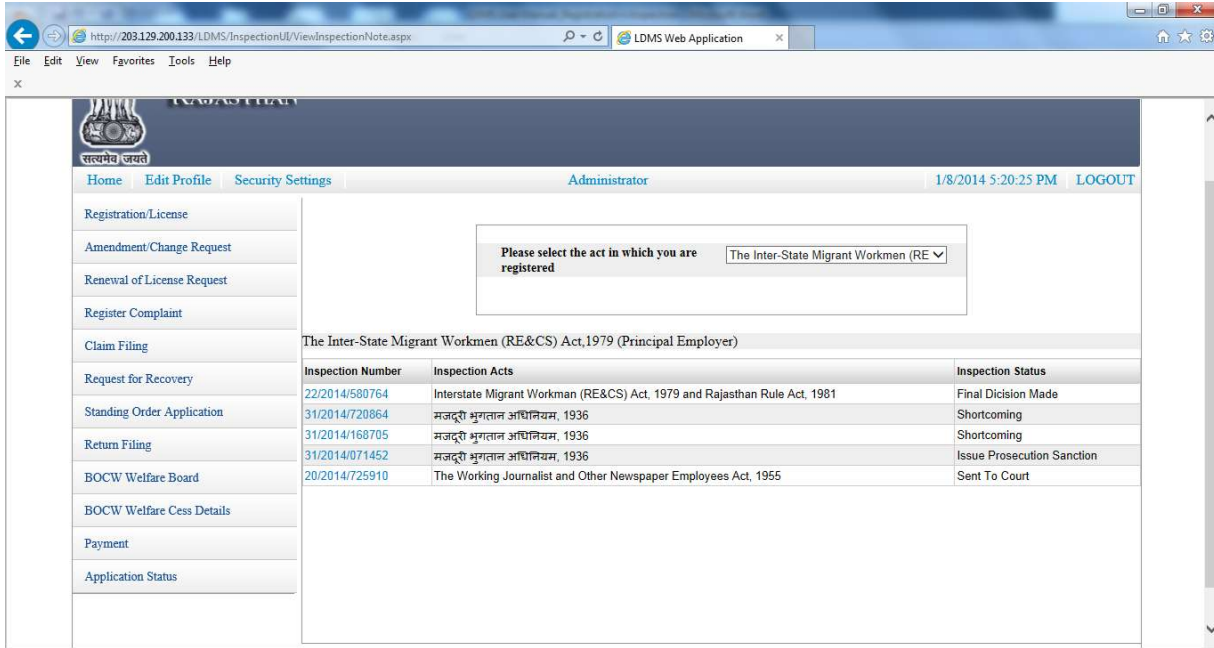 http://203.129.200.133/LDMS/InspectionUI/ViewInspectionNote.aspx
LDMS Web Application
File Edit View Favorites Tools Help
x
RAJASTHAN
सत्यमेव जयते
Home Edit Profile Security Settings Administrator 1/8/2014 5:20:25 PM LOGOUT
Registration/License
Amendment/Change Request
Renewal of License Request
Register Complaint
Claim Filing
Request for Recovery
Standing Order Application
Return Filing
BOCW Welfare Board
BOCW Welfare Cess Details
Payment
Application Status
Please select the act in which you are
registered
The Inter-State Migrant Workmen (RE
The Inter-State Migrant Workmen (RE&CS) Act,1979 (Principal Employer)
Inspection Number Inspection Acts Inspection Status
22/2014/580764 Interstate Migrant Workman (RE&CS) Act, 1979 and Rajasthan Rule Act, 1981 Final Dicision Made
31/2014/720864 मजदूरी भुगतान अधिनियम, 1936 Shortcoming
31/2014/168705 मजदूरी भुगतान अधिनियम, 1936 Shortcoming
31/2014/071452 मजदूरी भुगतान अधिनियम, 1936 Issue Prosecution Sanction
20/2014/725910 The Working Journalist and Other Newspaper Employees Act, 1955 Sent To Court